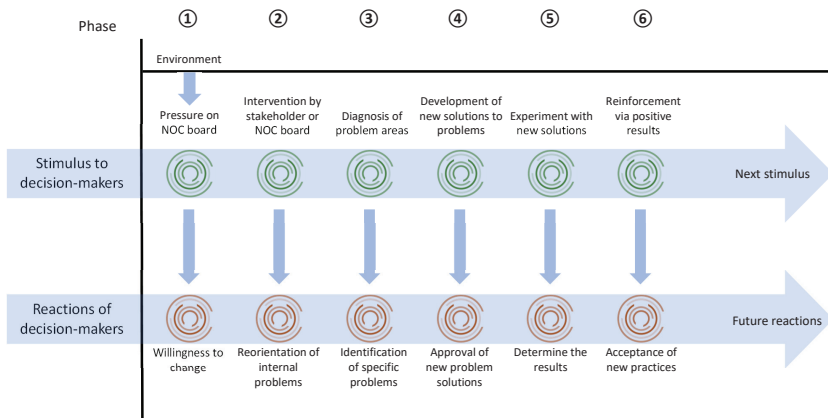 Phase ① ② ③ ④ ⑤ ⑥
Environment
Pressure on
NOC board
Intervention by
stakeholder or
NOC board
Diagnosis of
problem areas
Development of
new solutions to
problems
Experiment with
new solutions
Reinforcement
via positive
results
Stimulus to
decision-makers
Next stimulus
Reactions of
decision-makers
Future reactions
Willingness to
change
Reorientation of
internal
problems
Identification
of specific
problems
Approval of
new problem
solutions
Determine the
results
Acceptance of
new practices